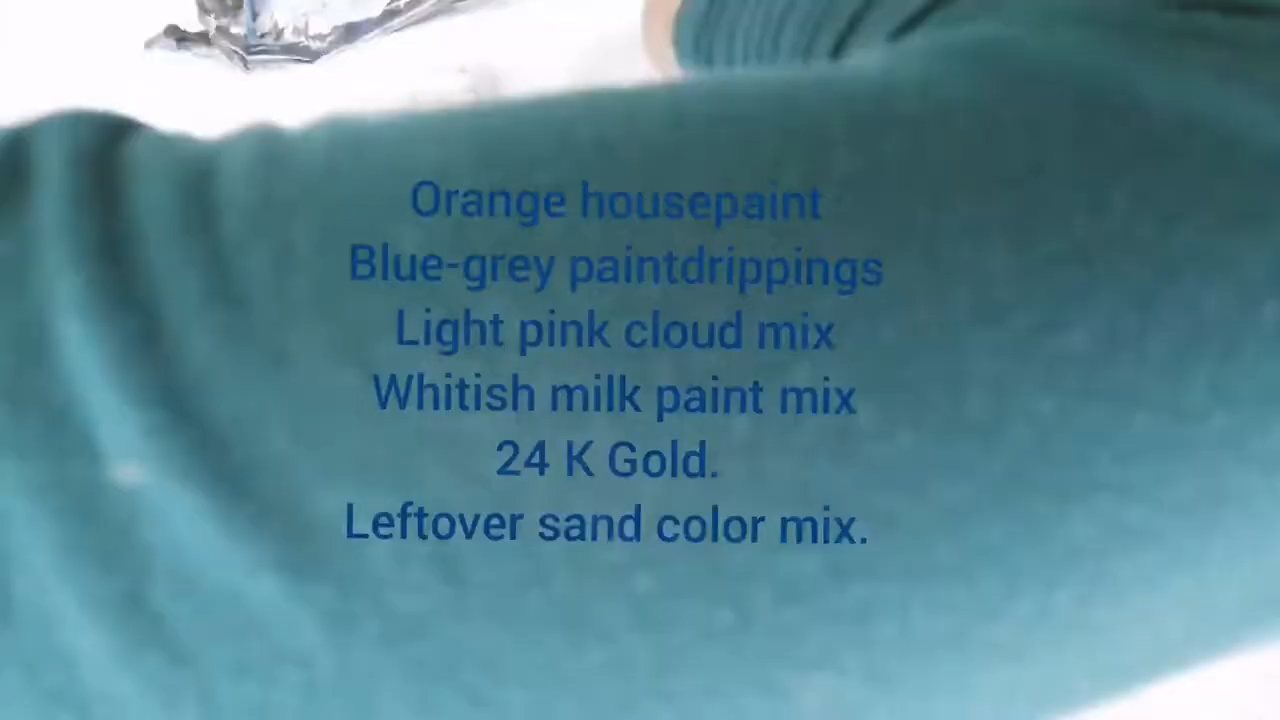 Orange housepaint
Blue-grey paintdrippings
Light pink cloud mix
Whitish milk paint mix
24 K Gold.
Leftover sand color mix.